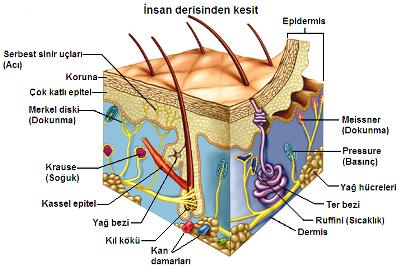 İnsan derisinden kesit
Epidermis
Serbest sinir uçları
(Acı)
Koruna
Çok katlı epitel
Merkel diski
(Dokunma)
Krause
(Soğuk)
Kassel epitel
Yağ bezi
Kıl kökü
Kan
damarları
Meissner
(Dokunma)
Pressure
(Basınç)
Yağ hücreleri
Ter bezi
Ruffini (Sıcaklık)
Dermis